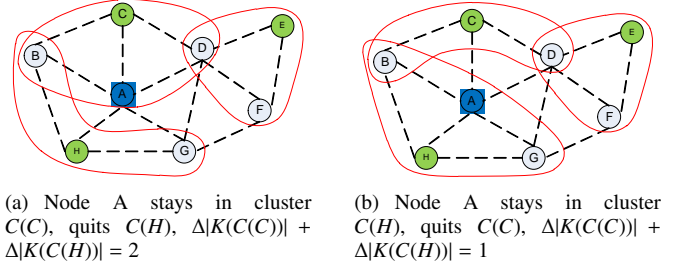 C
E
B
D
A
F
H
G
C
E
B
D
A
F
H
G
(a) Node A stays in cluster
C(C), quits C(H), Δ|K(C(C))| +
Δ|K(C(H))| = 2
(b) Node A stays in cluster
C(H), quits C(C), Δ|K(C(C))| +
Δ|K(C(H))| = 1